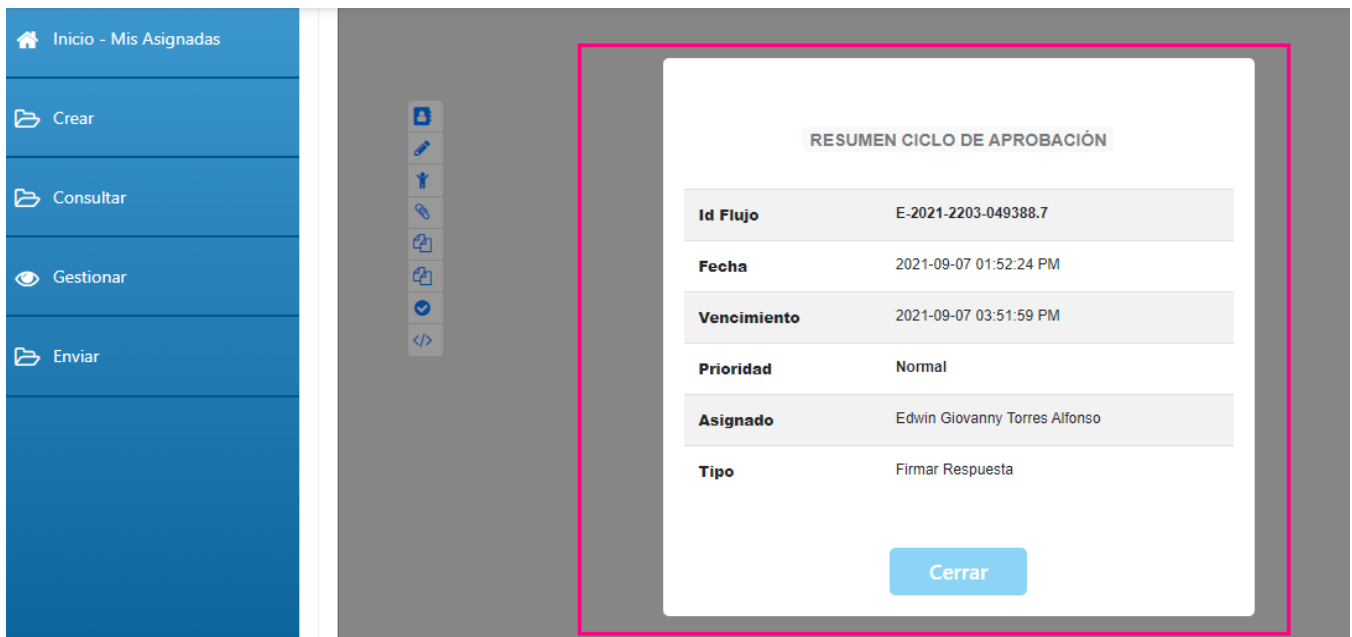 Inicio - Mis Asignadas
Crear
Consultar
Gestionar
Enviar
RESUMEN CICLO DE APROBACIÓN
Id Flujo E-2021-2203-049388.7
Fecha 2021-09-07 01:52:24 PM
Vencimiento 2021-09-07 03:51:59 PM
Prioridad Normal
Asignado Edwin Giovanny Torres Alfonso
Tipo Firmar Respuesta
Cerrar